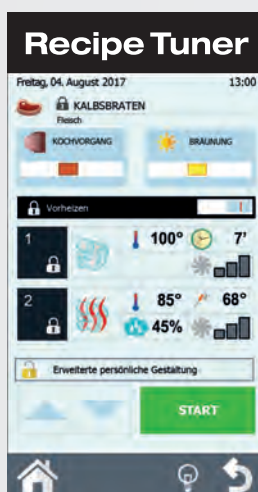 Recipe Tuner
Freitag, 04. August 2017 13:00
KALBSBRATEN
Fleisch
KOCHVORGANG BRÄUNUNG
Vorheizen
1 100° 7'
2 85° 68°
45%
Erweiterte persönliche Gestaltung
START